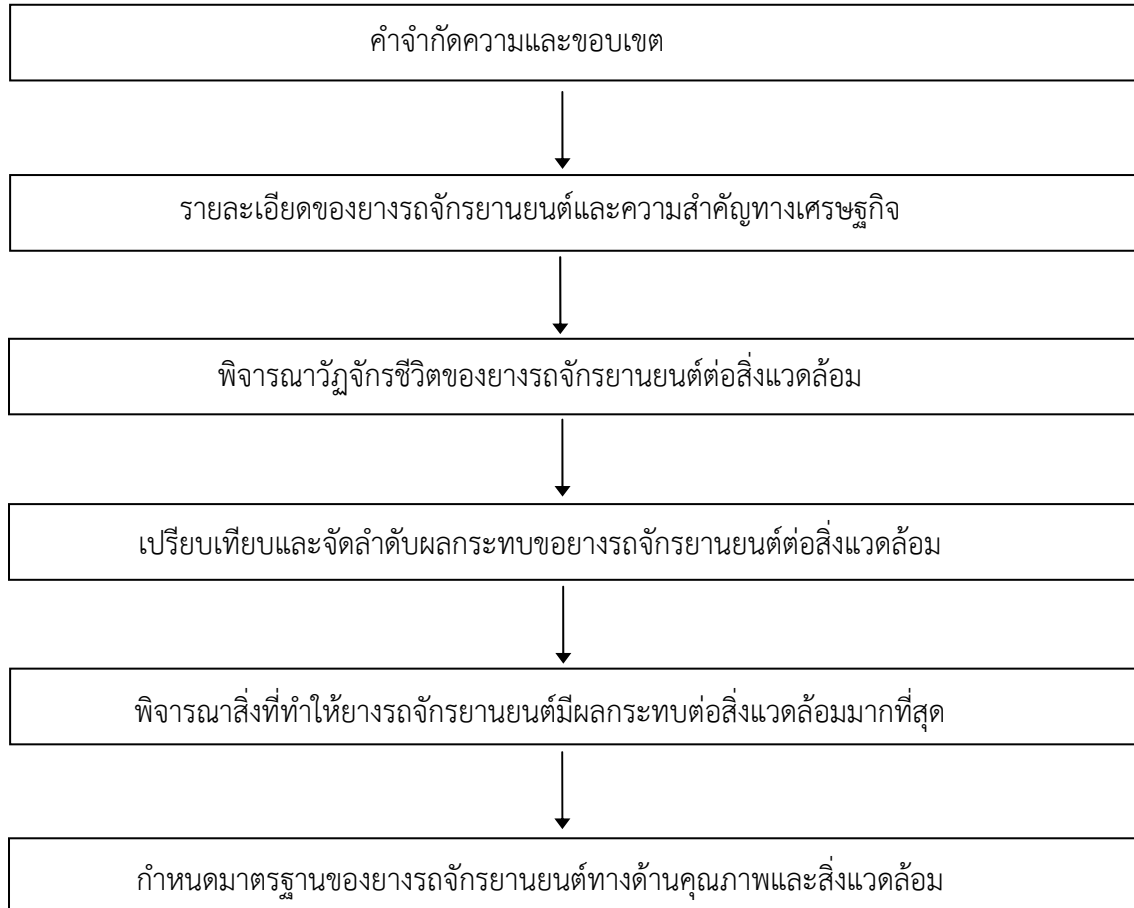 คำจำกัดความและขอบเขต
รายละเอียดของยางรถจักรยานยนต์และความสำคัญทางเศรษฐกิจ
พิจารณาวัฏจักรชีวิตของยางรถจักรยานยนต์ต่อสิ่งแวดล้อม
เปรียบเทียบและจัดลำดับผลกระทบขอยางรถจักรยานยนต์ต่อสิ่งแวดล้อม
พิจารณาสิ่งที่ทำให้ยางรถจักรยานยนต์มีผลกระทบต่อสิ่งแวดล้อมมากที่สุด
กำหนดมาตรฐานของยางรถจักรยานยนต์ทางด้านคุณภาพและสิ่งแวดล้อม